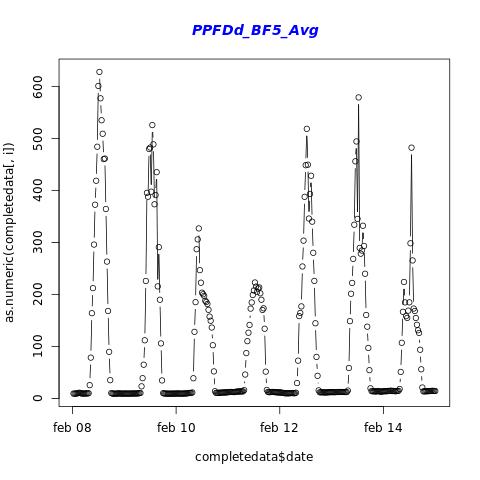 PPFDd_BF5_Avg
as.numeric(completedata[, i])
600
500
400
300
200
100
0
feb 08
feb 10
feb 12
feb 14
completedata$date